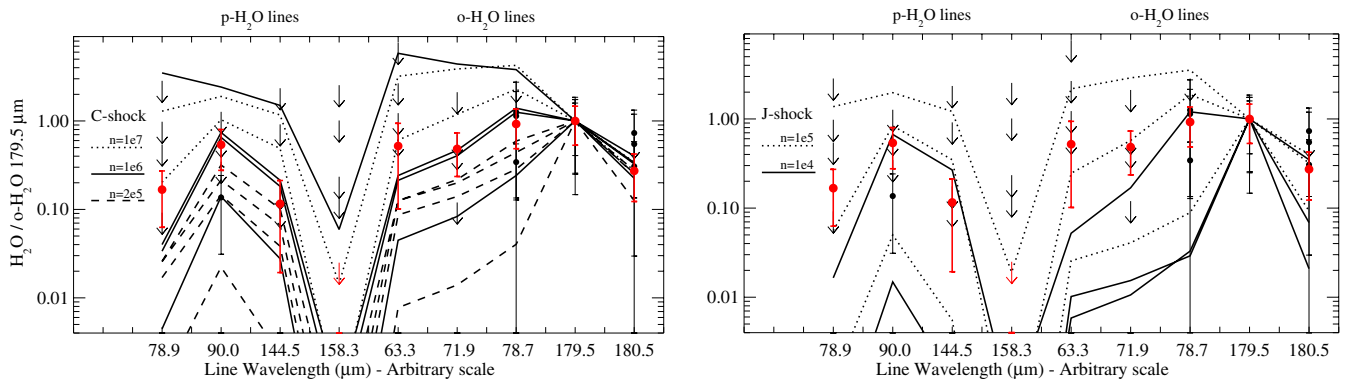 p-H₂O lines
o-H₂O lines
H₂O / o-H₂O 179.5 μm
1.00
0.10
0.01
C-shock
n=1e7
n=1e6
n=2e5
78.9 90.0 144.5 158.3 63.3 71.9 78.7 179.5 180.5
Line Wavelength (μm) - Arbitrary scale
p-H₂O lines
o-H₂O lines
1.00
0.10
0.01
J-shock
n=1e5
n=1e4
78.9 90.0 144.5 158.3 63.3 71.9 78.7 179.5 180.5
Line Wavelength (μm) - Arbitrary scale